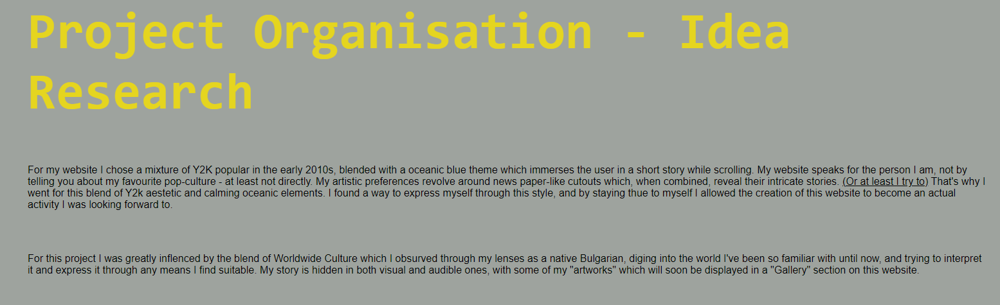 Project Organisation - Idea
Research
For my website I chose a mixture of Y2K popular in the early 2010s, blended with a oceanic blue theme which immerses the user in a short story while scrolling. My website speaks for the person I am, not by
telling you about my favourite pop-culture - at least not directly. My artistic preferences revolve around news paper-like cutouts which, when combined, reveal their intricate stories. (Or at least I try to) That's why I
went for this blend of Y2k aestetic and calming oceanic elements. I found a way to express myself through this style, and by staying thue to myself I allowed the creation of this website to become an actual
activity I was looking forward to.
For this project I was greatly inflenced by the blend of Worldwide Culture which I obsurved through my lenses as a native Bulgarian, diging into the world I've been so familiar with until now, and trying to interpret
it and express it through any means I find suitable. My story is hidden in both visual and audible ones, with some of my "artworks" which will soon be displayed in a "Gallery" section on this website.